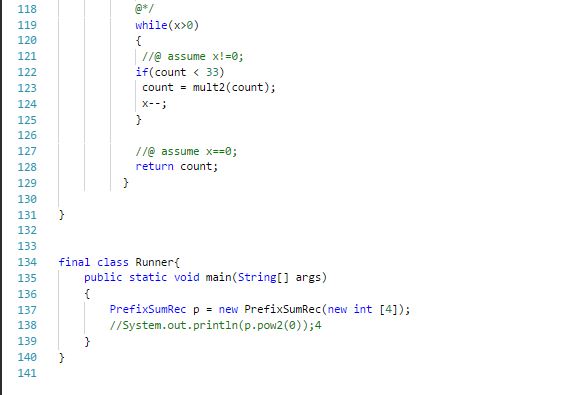 118 @*/
119 while(x>0)
120 {
121 //@ assume x!=0;
122 if(count < 33)
123 count = mult2(count);
124 x--;
125 }
126
127 //@ assume x==0;
128 return count;
129 }
130
131 }
132
133
134 final class Runner{
135 public static void main(String[] args)
136 {
137 PrefixSumRec p = new PrefixSumRec(new int [4]);
138 //System.out.println(p.pow2(0));4
139 }
140 }
141